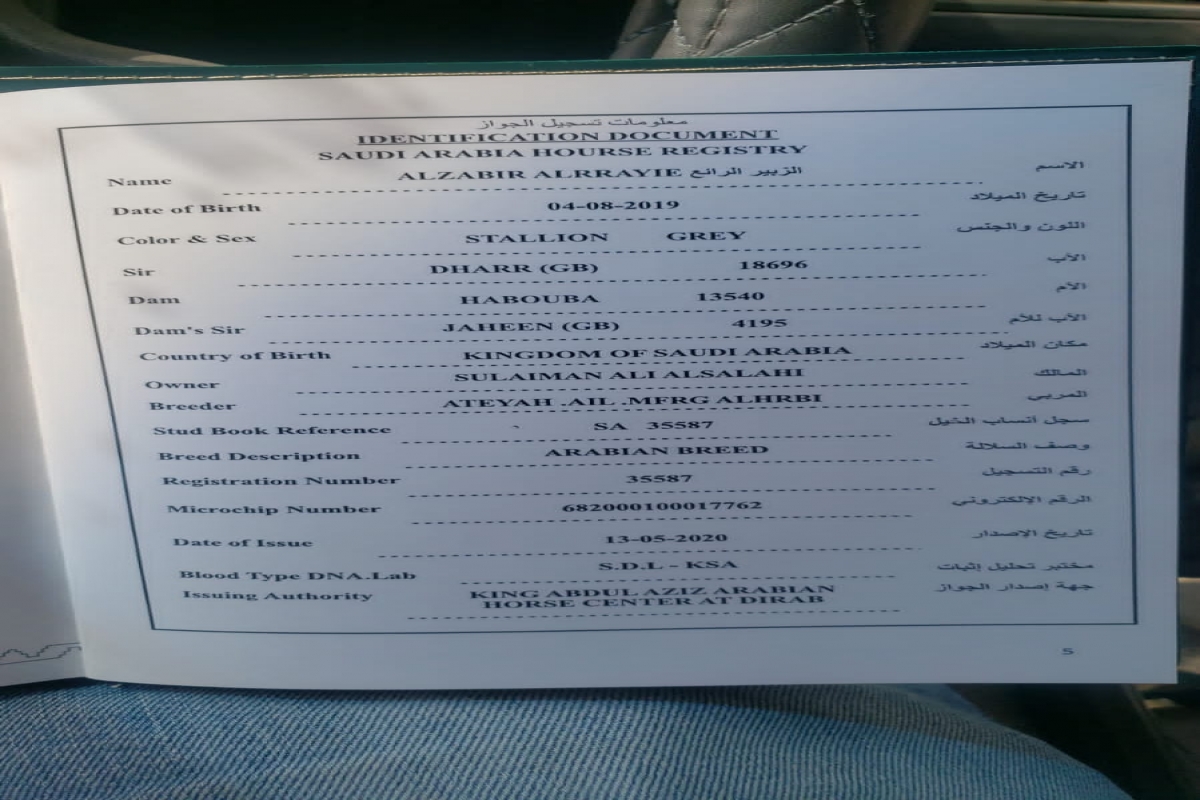 معلومات تسجيل الجواز
IDENTIFICATION DOCUMENT
SAUDI ARABIA HOURSE REGISTRY
Name ALZABIR ALRRAYIE الزبير الرائع الاسم
Date of Birth 04-08-2019 تاريخ الميلاد
Color & Sex STALLION GREY اللون والجنس
Sir DHARR (GB) 18696 الأب
Dam HABOUBA 13540 الأم
Dam's Sir JAHEEN (GB) 4195 الأب للأم
Country of Birth KINGDOM OF SAUDI ARABIA مكان الميلاد
Owner SULAIMAN ALI ALSALAHI المالك
Breeder ATEYAH .AIL .MFRG ALHRBI المربي
Stud Book Reference SA 35587 سجل أنساب الخيل
Breed Description ARABIAN BREED وصف السلالة
Registration Number 35587 رقم التسجيل
Microchip Number 682000100017762 الرقم الإلكتروني
Date of Issue 13-05-2020 تاريخ الاصدار
Blood Type DNA.Lab S.D.L - KSA مختبر تحليل إثبات
Issuing Authority KING ABDUL AZIZ ARABIAN جهة إصدار الجواز
HORSE CENTER AT DIRAB
5